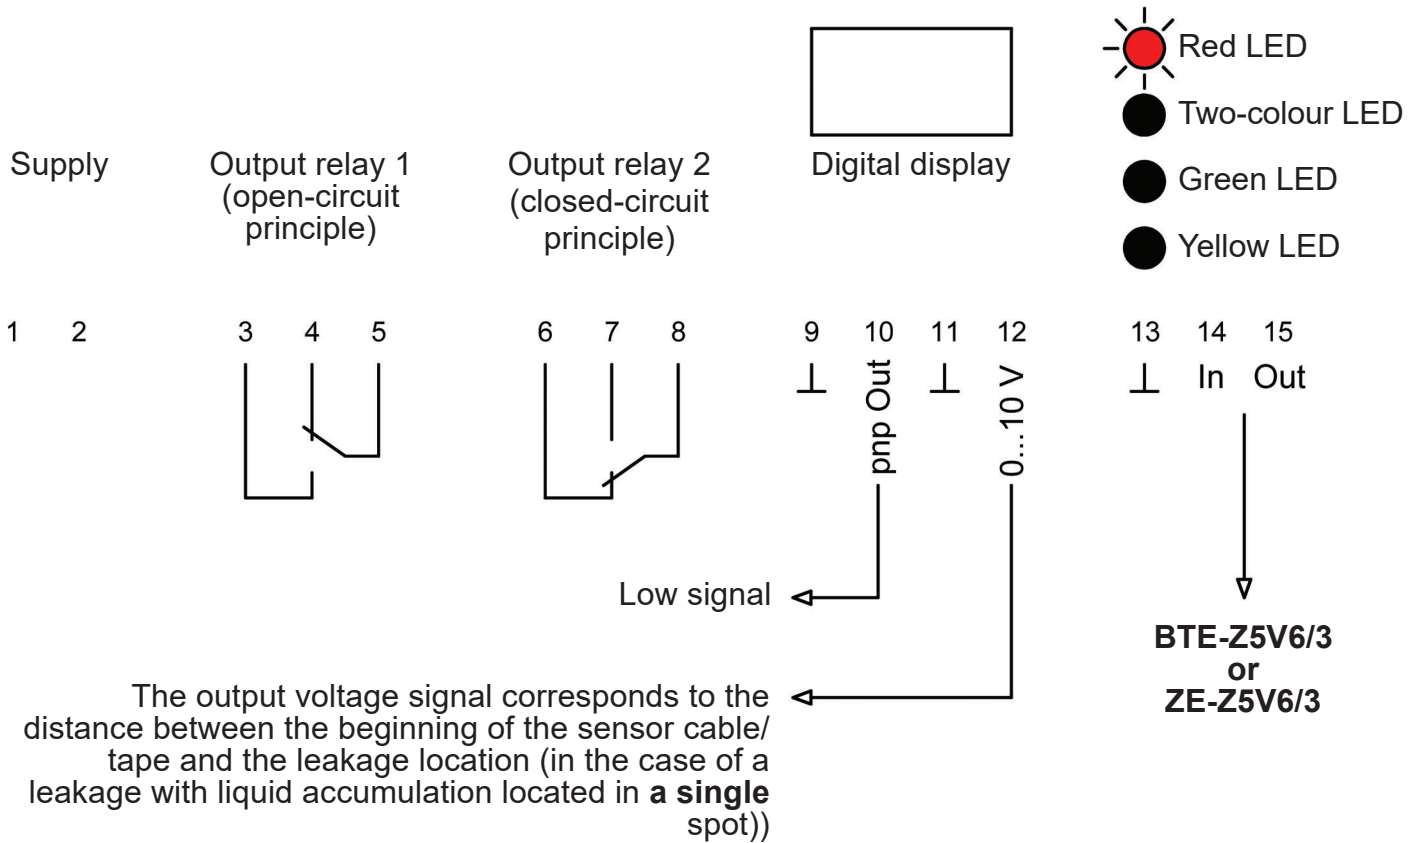 Red LED
Two-colour LED
Green LED
Yellow LED
Supply
Output relay 1
(open-circuit
principle)
Output relay 2
(closed-circuit
principle)
Digital display
1 2 3 4 5 6 7 8 9 10 11 12 13 14 15
pnp Out
0...10 V
In Out
Low signal
The output voltage signal corresponds to the
distance between the beginning of the sensor cable/
tape and the leakage location (in the case of a
leakage with liquid accumulation located in a single
spot))
BTE-Z5V6/3
or
ZE-Z5V6/3